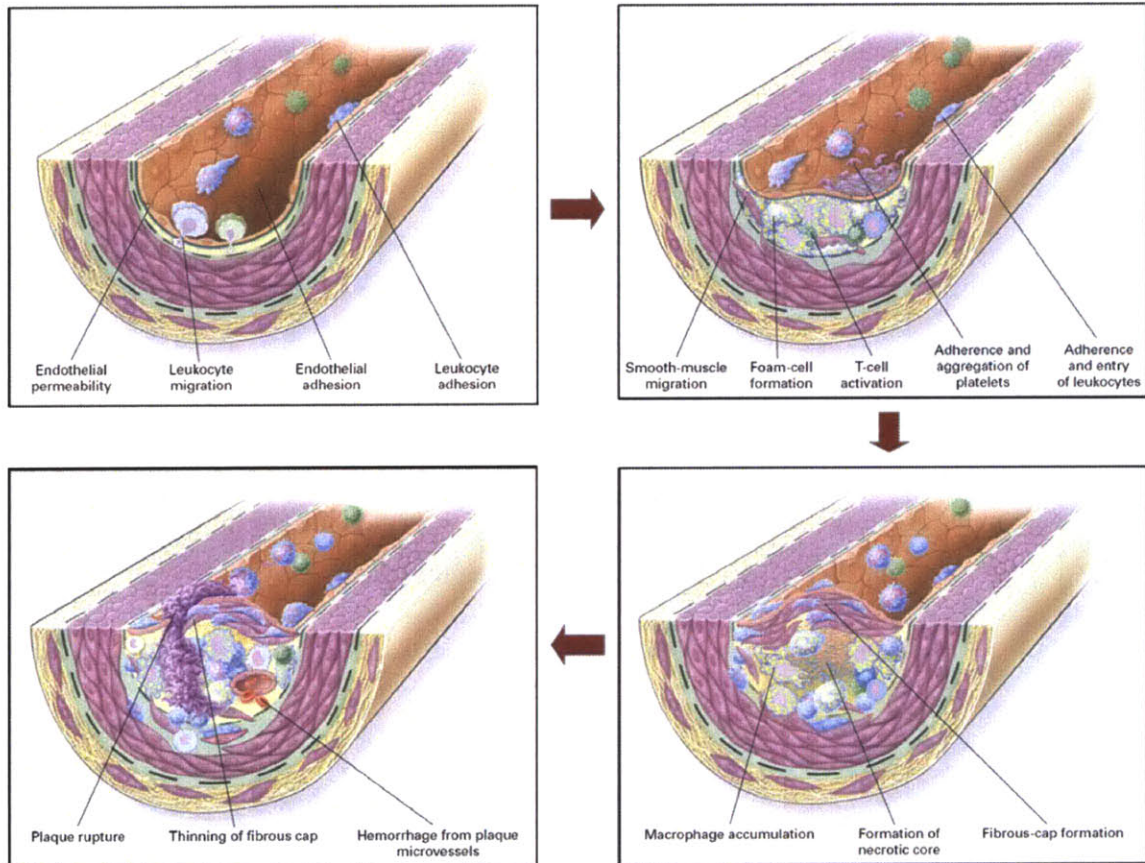 Endothelial
permeability
Leukocyte
migration
Endothelial
adhesion
Leukocyte
adhesion
Smooth-muscle
migration
Foam-cell
formation
T-cell
activation
Adherence and
aggregation of
platelets
Adherence
and entry
of leukocytes
Plaque rupture
Thinning of fibrous cap
Hemorrhage from plaque
microvessels
Macrophage accumulation
Formation of
necrotic core
Fibrous-cap formation